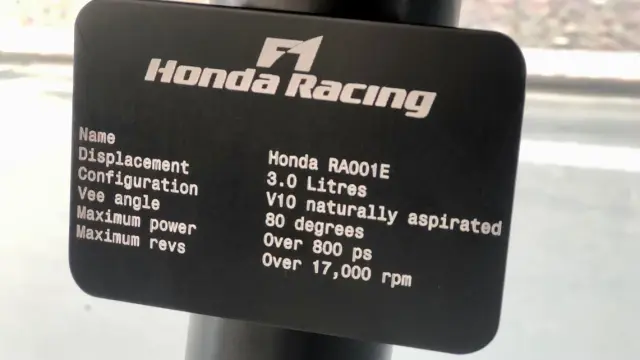 F1
Honda Racing
Name Honda RA001E
Displacement 3.0 Litres
Configuration V10 naturally aspirated
Vee angle 80 degrees
Maximum power Over 800 ps
Maximum revs Over 17,000 rpm